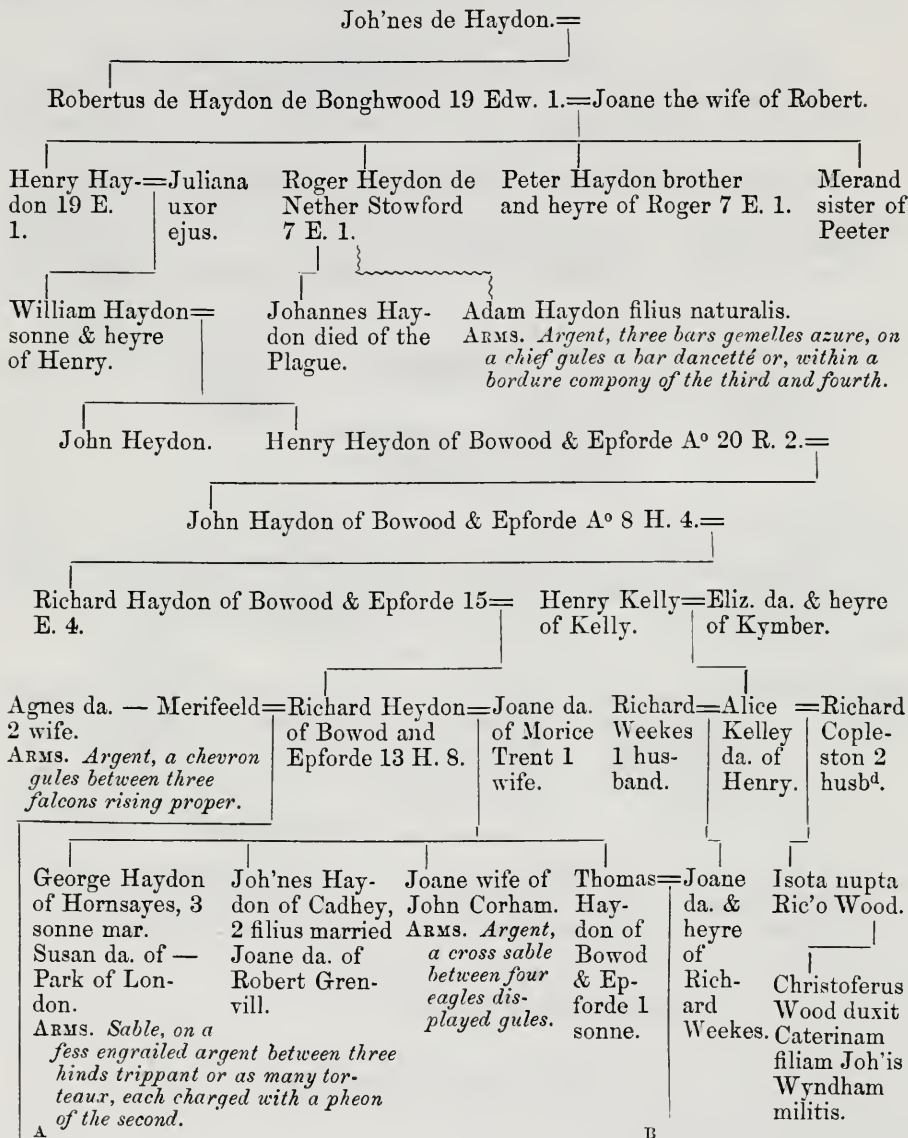 Joh'nes de Haydon.=
Robertus de Haydon de Bonghwood 19 Edw. 1.=Joane the wife of Robert.
Henry Hay-=Juliana
don 19 E. uxor
1. ejus.
Roger Heydon de
Nether Stowford
7 E. 1.
Peter Haydon brother
and heyre of Roger 7 E. 1.
Merand
sister of
Peeter
William Haydon=
sonne & heyre
of Henry.
Johannes Hay-
don died of the
Plague.
Adam Haydon filius naturalis.
ARMS. Argent, three bars gemelles azure, on
a chief gules a bar dancetté or, within a
bordure compony of the third and fourth.
John Heydon.
Henry Heydon of Bowood & Epforde Aº 20 R. 2.=
John Haydon of Bowood & Epforde Aº 8 H. 4.=
Richard Haydon of Bowood & Epforde 15=
E. 4.
Henry Kelly=Eliz. da. & heyre
of Kelly. of Kymber.
Agnes da. — Merifeeld=
2 wife.
ARMS. Argent, a chevron
gules between three
falcons rising proper.
Richard Heydon=
of Bowod and
Epforde 13 H. 8.
Joane da.
of Morice
Trent 1
wife.
Richard=
Weekes
1 hus-
band.
Alice =
Kelley
da. of
Henry.
Richard
Cople-
ston 2
husbᵈ.
George Haydon
of Hornsayes, 3
sonne mar.
Susan da. of —
Park of Lon-
don.
ARMS. Sable, on a
fess engrailed argent between three
hinds trippant or as many tor-
teaux, each charged with a pheon
of the second.
Joh'nes Hay-
don of Cadhey,
2 filius married
Joane da. of
Robert Gren-
vill.
Joane wife of
John Corham.
ARMS. Argent,
a cross sable
between four
eagles dis-
played gules.
Thomas=
Hay-
don of
Bowod
& Ep-
forde 1
sonne.
Joane
da. &
heyre
of
Rich-
ard
Weekes.
Isota nupta
Ric'o Wood.
Christoferus
Wood duxit
Caterinam
filiam Joh'is
Wyndham
militis.
A
B